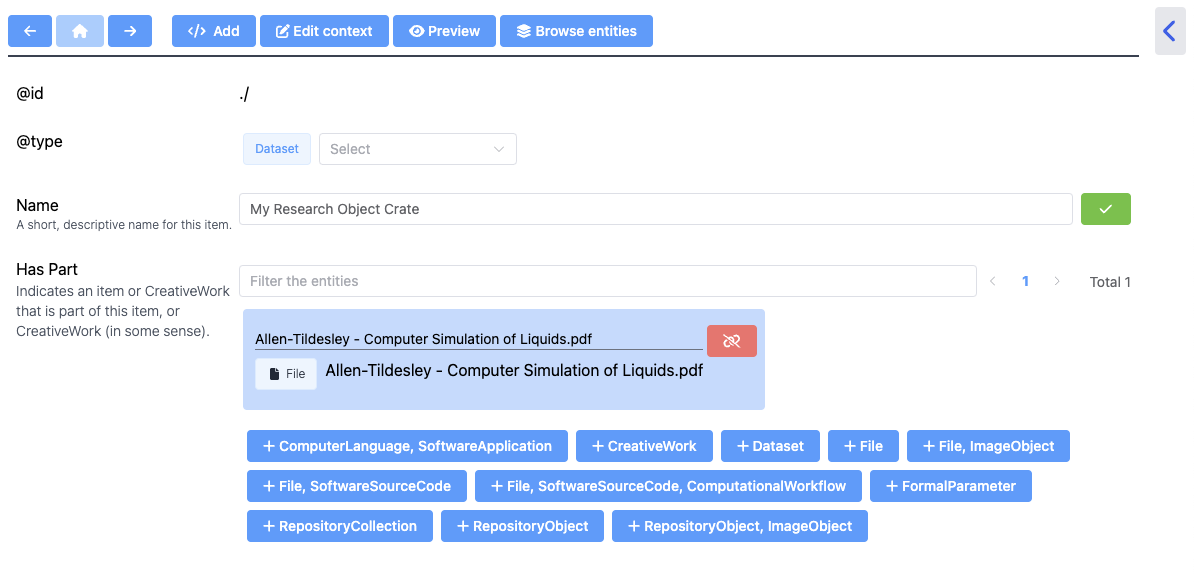 </> Add Edit context Preview Browse entities
@id ./
@type Dataset Select
Name
A short, descriptive name for this item.
My Research Object Crate
Has Part
Indicates an item or CreativeWork
that is part of this item, or
CreativeWork (in some sense).
Filter the entities 1 Total 1
Allen-Tildesley - Computer Simulation of Liquids.pdf
File Allen-Tildesley - Computer Simulation of Liquids.pdf
+ ComputerLanguage, SoftwareApplication + CreativeWork + Dataset + File + File, ImageObject
+ File, SoftwareSourceCode + File, SoftwareSourceCode, ComputationalWorkflow + FormalParameter
+ RepositoryCollection + RepositoryObject + RepositoryObject, ImageObject